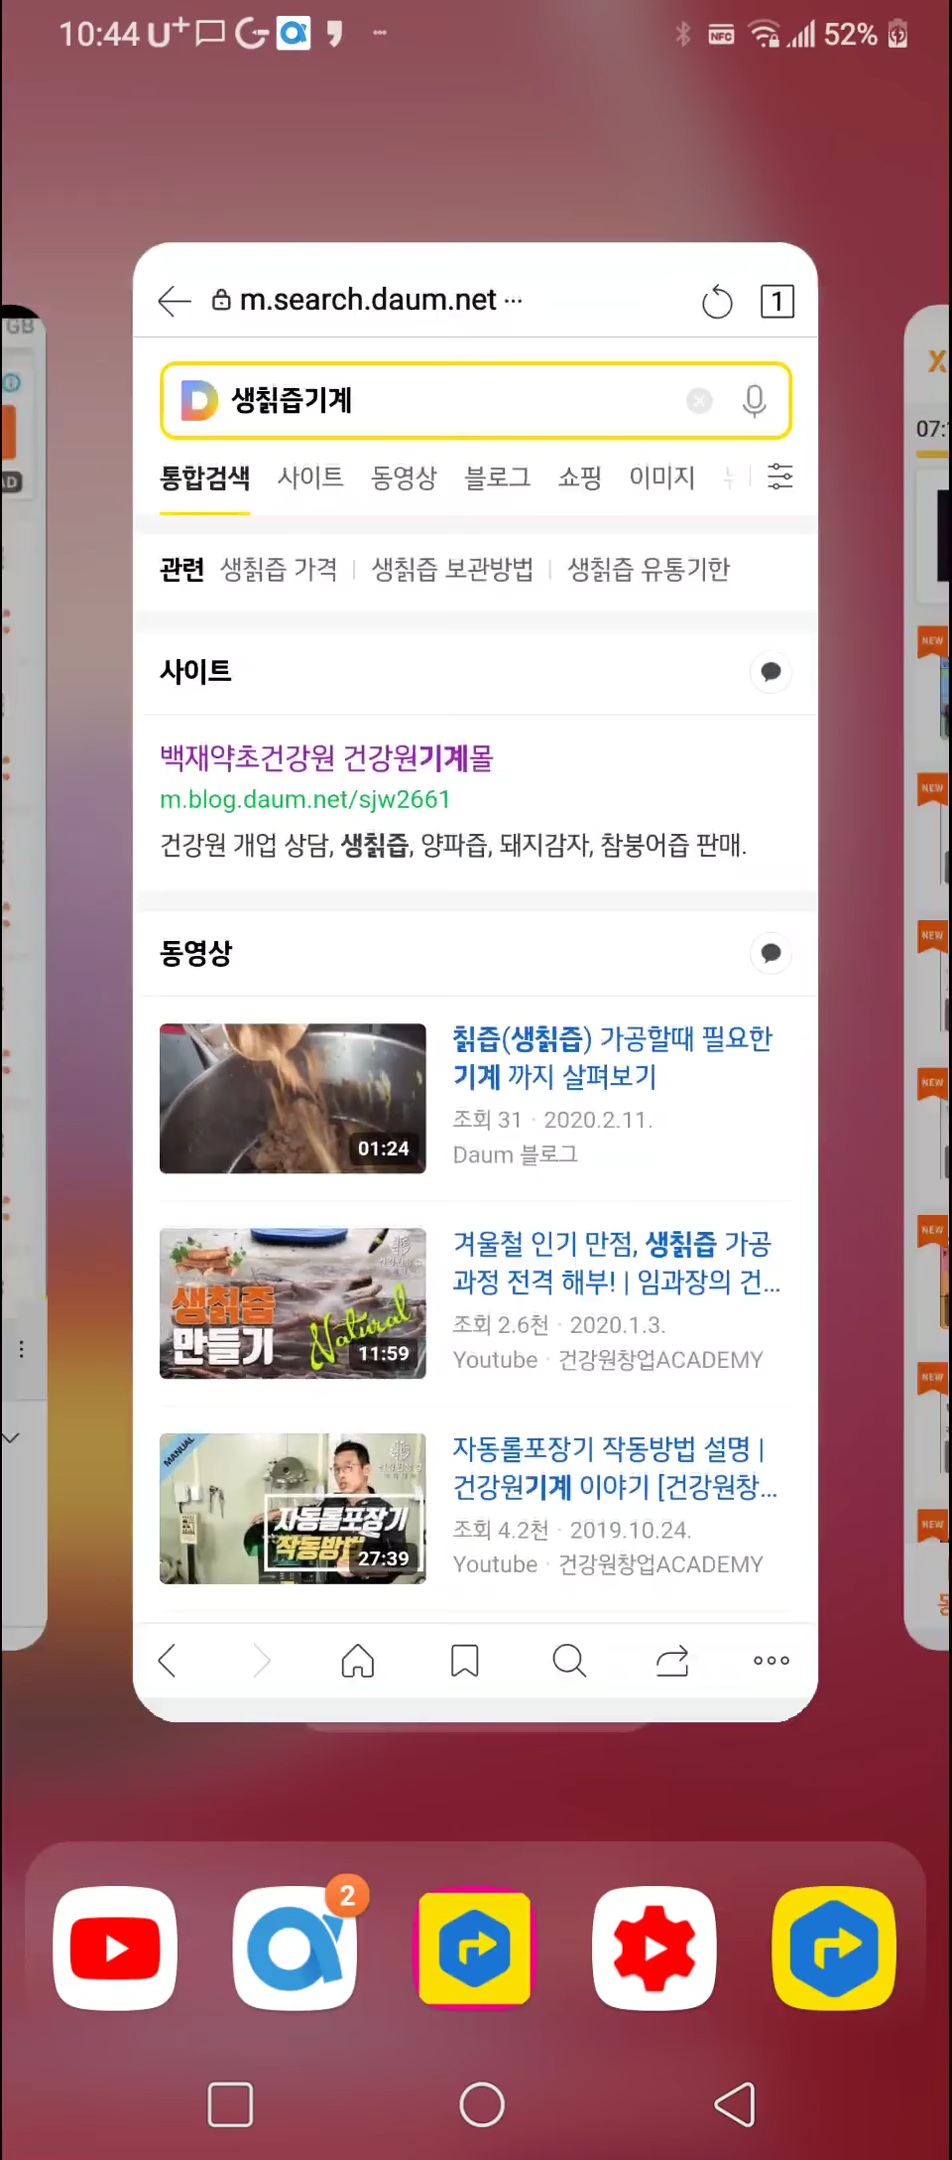 10:44 U+ 52%
NFC
m.search.daum.net ...
1
GB
생칡즙기계
AD
07:
통합검색 사이트 동영상 블로그 쇼핑 이미지
관련 생칡즙 가격 생칡즙 보관방법 생칡즙 유통기한
NEW
사이트
백재약초건강원 건강원기계몰
m.blog.daum.net/sjw2661
NEW
건강원 개업 상담, 생칡즙, 양파즙, 돼지감자, 참붕어즙 판매.
NEW
동영상
칡즙(생칡즙) 가공할때 필요한
기계 까지 살펴보기
NEW
조회 31 · 2020.2.11.
Daum 블로그
01:24
NEW
겨울철 인기 만점, 생칡즙 가공
과정 전격 해부! | 임과장의 건...
조회 2.6천 · 2020.1.3.
Youtube · 건강원창업ACADEMY
생칡즙
만들기
Natural
11:59
NEW
자동롤포장기 작동방법 설명 |
건강원기계 이야기 [건강원창...
조회 4.2천 · 2019.10.24.
Youtube · 건강원창업ACADEMY
MANUAL
자동롤포장기
작동방법
27:39
NEW
2